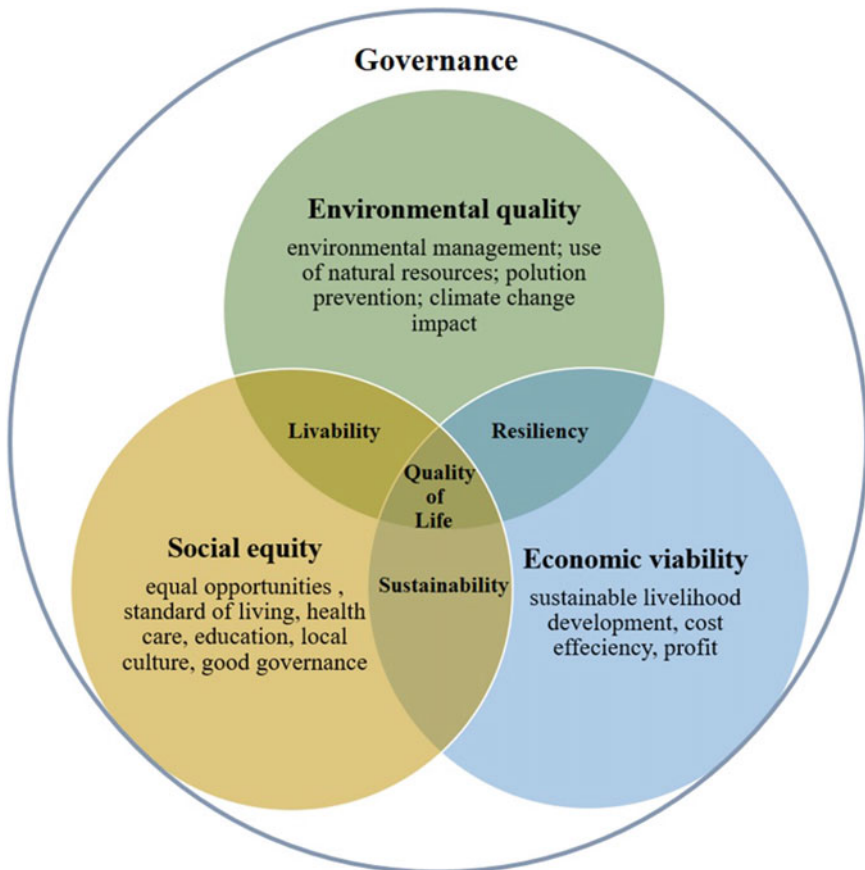 Governance
Environmental quality
environmental management; use
of natural resources; polution
prevention; climate change
impact
Livability
Resiliency
Quality
of
Life
Social equity
equal opportunities ,
standard of living, health
care, education, local
culture, good governance
Sustainability
Economic viability
sustainable livelihood
development, cost
effeciency, profit